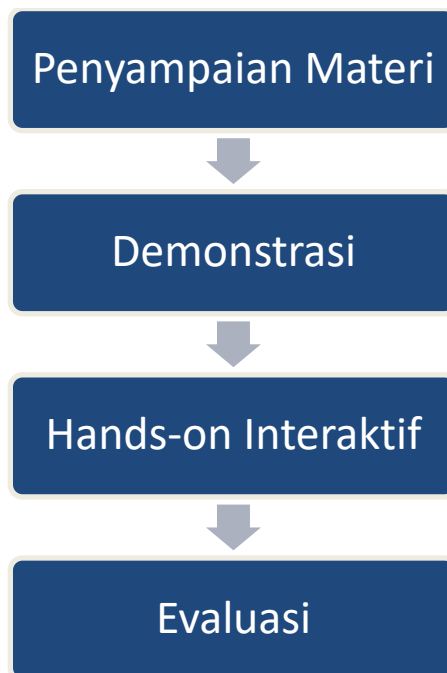 Penyampaian Materi
Demonstrasi
Hands-on Interaktif
Evaluasi